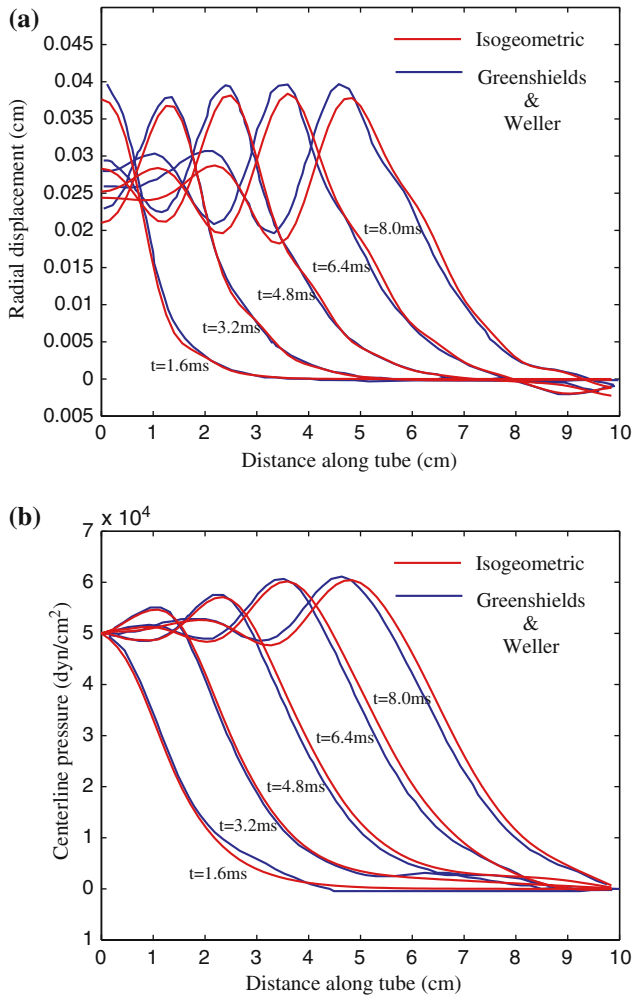 (a)
0.05
0.045
0.04
0.035
0.03
0.025
0.02
0.015
0.01
0.005
0
0.005
Radial displacement (cm)
Isogeometric
Greenshields
&
Weller
t=1.6ms
t=3.2ms
t=4.8ms
t=6.4ms
t=8.0ms
0 1 2 3 4 5 6 7 8 9 10
Distance along tube (cm)
(b)
x 10⁴
7
6
5
4
3
2
1
0
1
Centerline pressure (dyn/cm²)
Isogeometric
Greenshields
&
Weller
t=1.6ms
t=3.2ms
t=4.8ms
t=6.4ms
t=8.0ms
0 1 2 3 4 5 6 7 8 9 10
Distance along tube (cm)